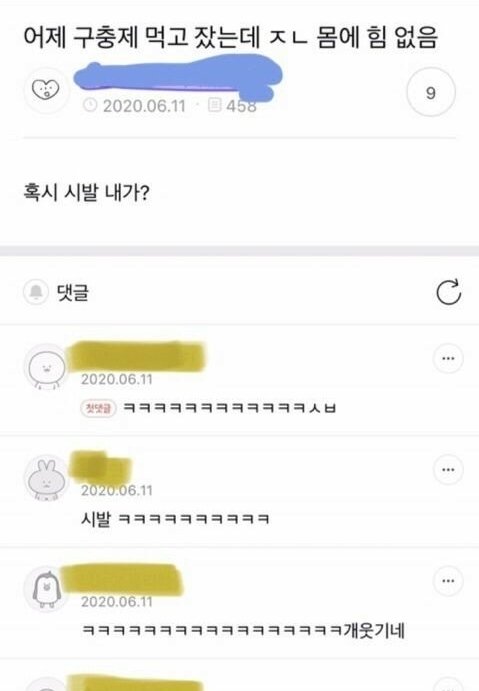 어제 구충제 먹고 잤는데 ㅈㄴ 몸에 힘 없음
2020.06.11 · 458
9
혹시 시발 내가?
댓글
2020.06.11
첫댓글 ㅋㅋㅋㅋㅋㅋㅋㅋㅋㅋㅋㅋㅅㅂ
2020.06.11
시발 ㅋㅋㅋㅋㅋㅋㅋㅋㅋㅋ
2020.06.11
ㅋㅋㅋㅋㅋㅋㅋㅋㅋㅋㅋㅋㅋㅋㅋㅋㅋ개웃기네